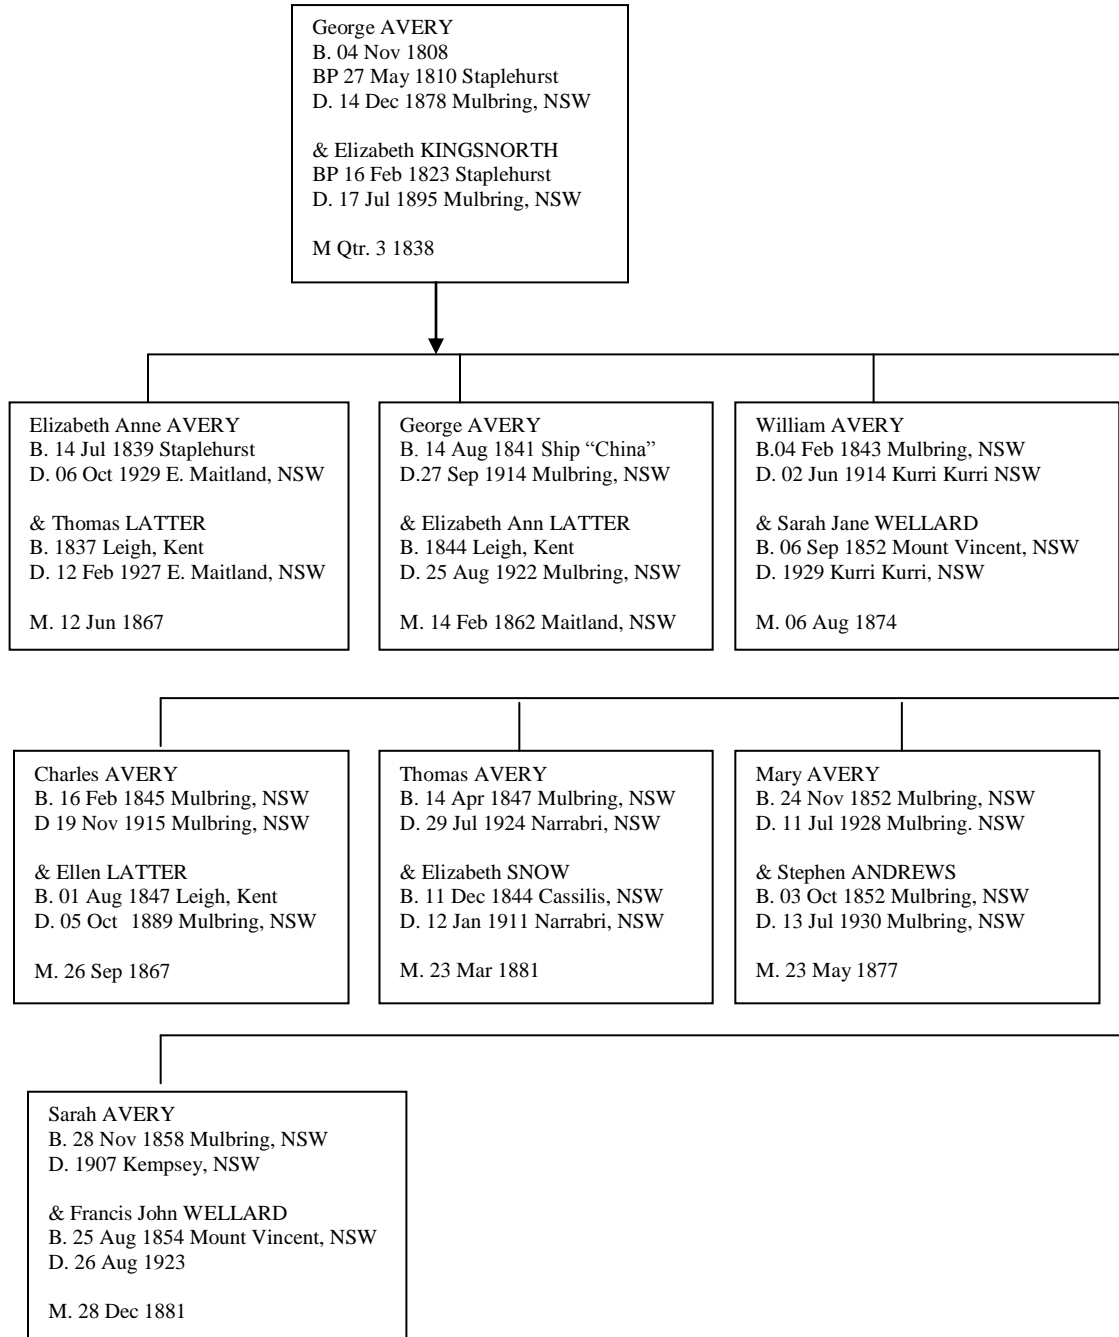 George AVERY
B. 04 Nov 1808
BP 27 May 1810 Staplehurst
D. 14 Dec 1878 Mulbring, NSW
& Elizabeth KINGSNORTH
BP 16 Feb 1823 Staplehurst
D. 17 Jul 1895 Mulbring, NSW
M Qtr. 3 1838
Elizabeth Anne AVERY
B. 14 Jul 1839 Staplehurst
D. 06 Oct 1929 E. Maitland, NSW
& Thomas LATTER
B. 1837 Leigh, Kent
D. 12 Feb 1927 E. Maitland, NSW
M. 12 Jun 1867
George AVERY
B. 14 Aug 1841 Ship “China”
D.27 Sep 1914 Mulbring, NSW
& Elizabeth Ann LATTER
B. 1844 Leigh, Kent
D. 25 Aug 1922 Mulbring, NSW
M. 14 Feb 1862 Maitland, NSW
William AVERY
B.04 Feb 1843 Mulbring, NSW
D. 02 Jun 1914 Kurri Kurri NSW
& Sarah Jane WELLARD
B. 06 Sep 1852 Mount Vincent, NSW
D. 1929 Kurri Kurri, NSW
M. 06 Aug 1874
Charles AVERY
B. 16 Feb 1845 Mulbring, NSW
D 19 Nov 1915 Mulbring, NSW
& Ellen LATTER
B. 01 Aug 1847 Leigh, Kent
D. 05 Oct 1889 Mulbring, NSW
M. 26 Sep 1867
Thomas AVERY
B. 14 Apr 1847 Mulbring, NSW
D. 29 Jul 1924 Narrabri, NSW
& Elizabeth SNOW
B. 11 Dec 1844 Cassilis, NSW
D. 12 Jan 1911 Narrabri, NSW
M. 23 Mar 1881
Mary AVERY
B. 24 Nov 1852 Mulbring, NSW
D. 11 Jul 1928 Mulbring. NSW
& Stephen ANDREWS
B. 03 Oct 1852 Mulbring, NSW
D. 13 Jul 1930 Mulbring, NSW
M. 23 May 1877
Sarah AVERY
B. 28 Nov 1858 Mulbring, NSW
D. 1907 Kempsey, NSW
& Francis John WELLARD
B. 25 Aug 1854 Mount Vincent, NSW
D. 26 Aug 1923
M. 28 Dec 1881